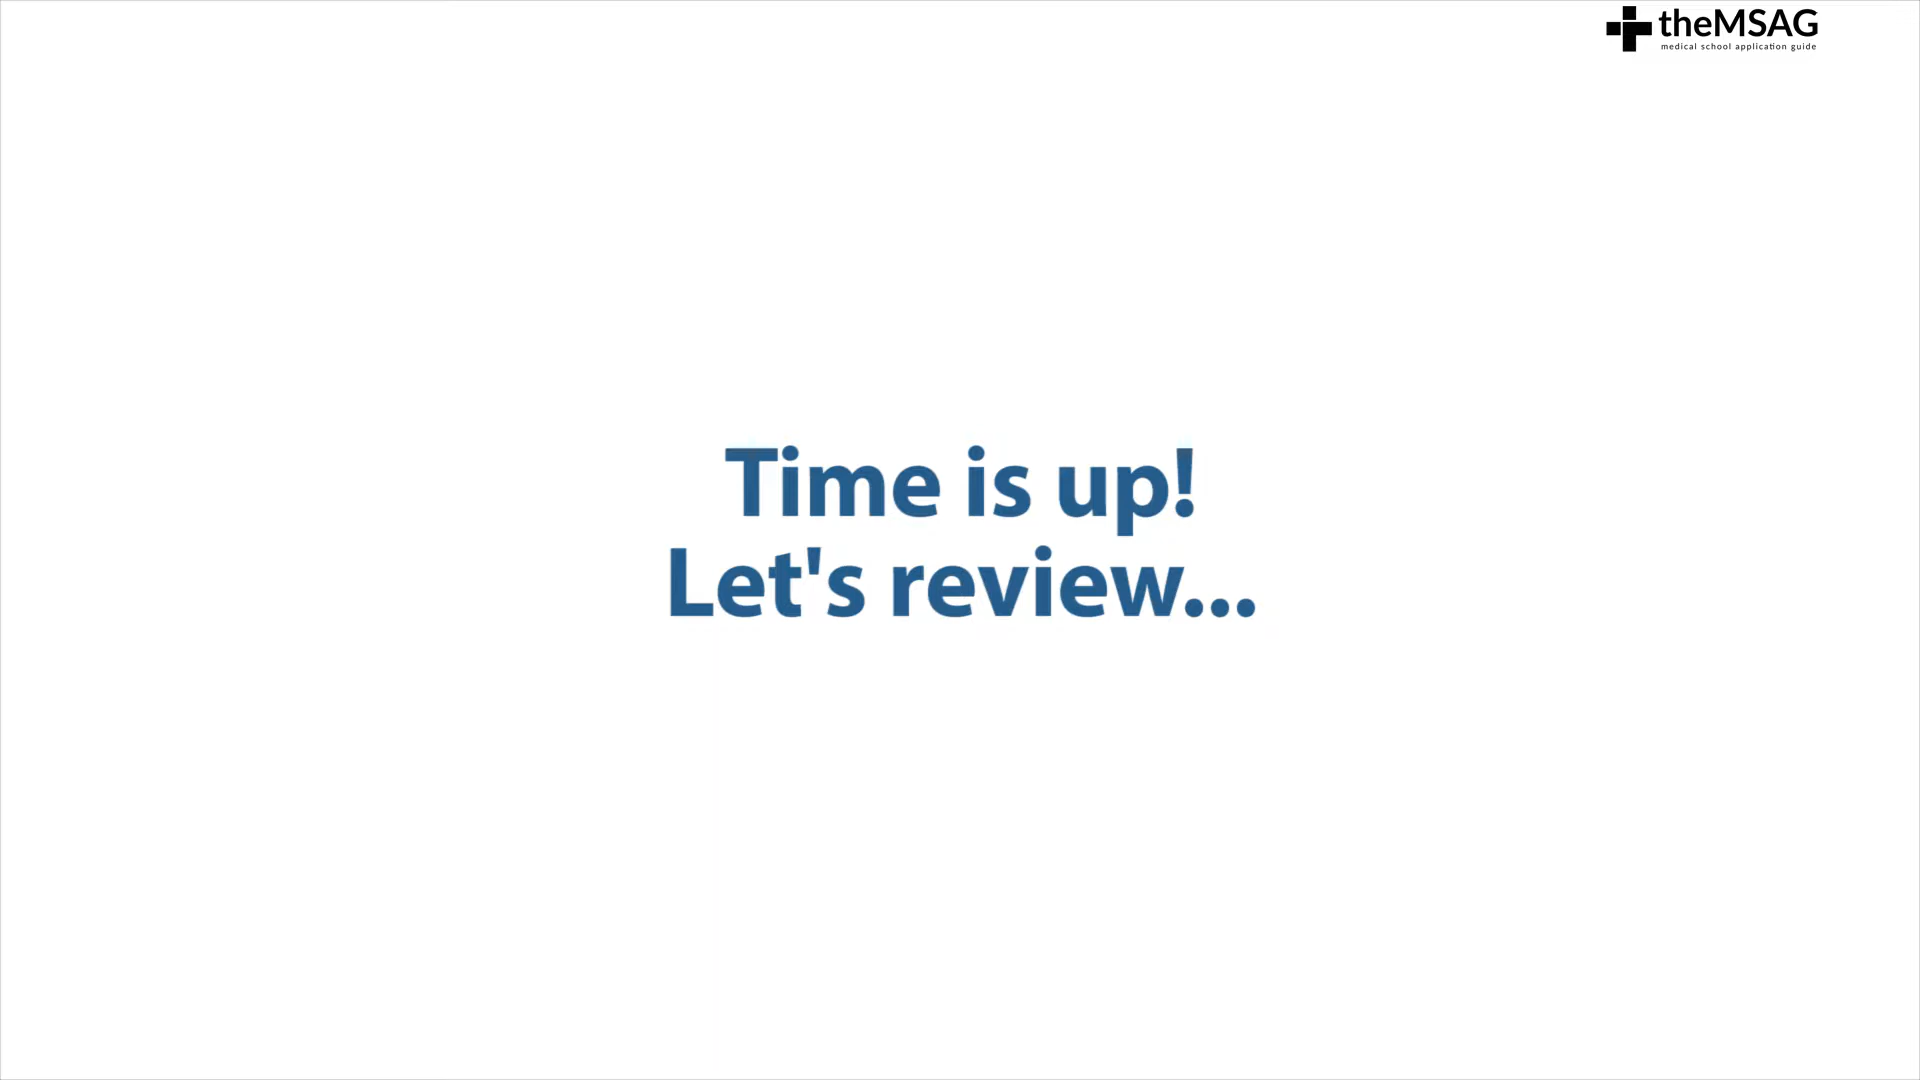 theMSAG
medical school application guide
Time is up!
Let's review...